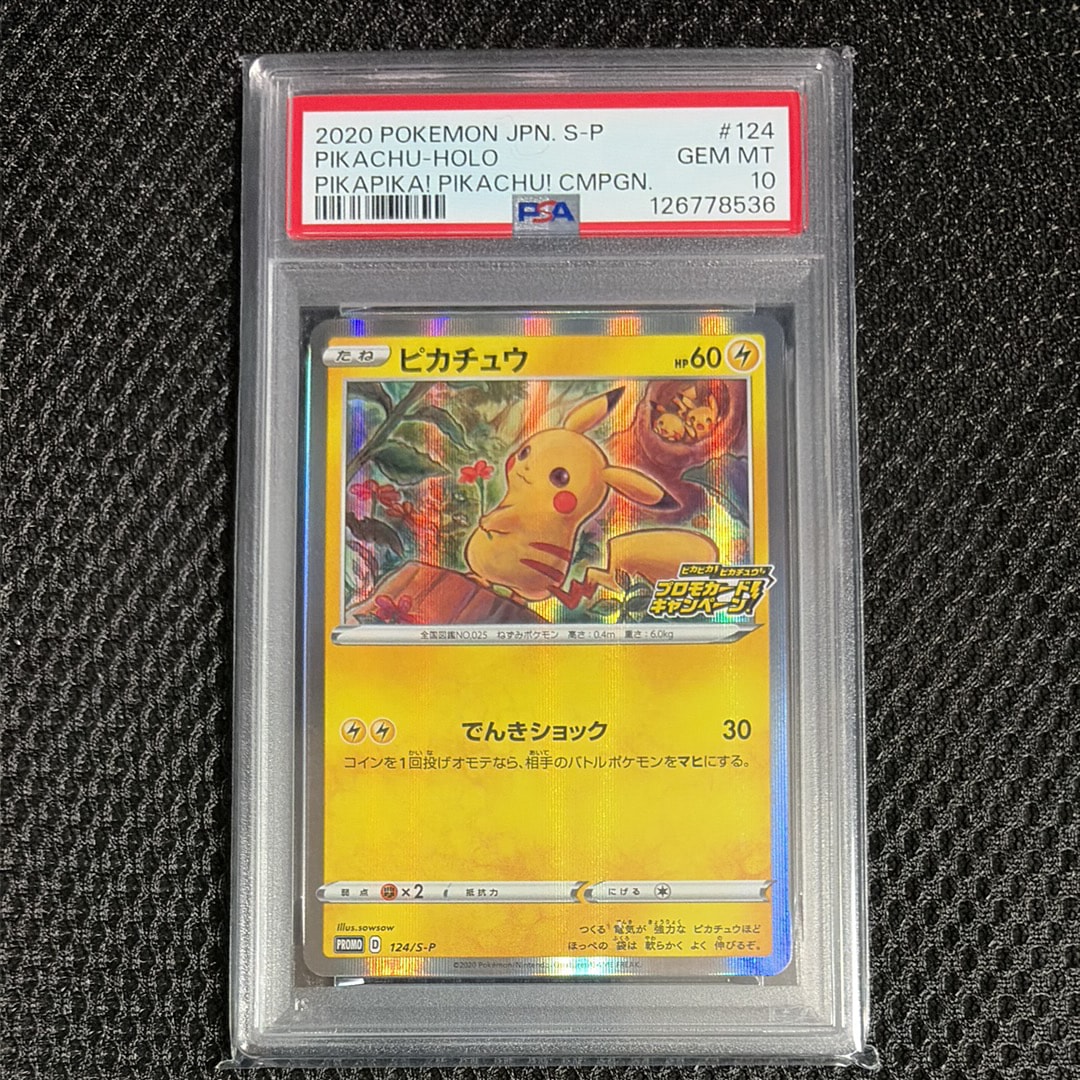 2020 POKEMON JPN. S-P #124
PIKACHU-HOLO GEM MT
PIKAPIKA! PIKACHU! CMPGN. 10
PSA 126778536
たね ピカチュウ HP60
ピカピカ!ピカチュウ!
プロモカード
キャンペーン
全国図鑑NO.025 ねずみポケモン 高さ:0.4m 重さ:6.0kg
でんきショック 30
コインを1回投げオモテなら、相手のバトルポケモンをマヒにする。
弱点 ×2 抵抗力 にげる
Illus.sowsow
つくる 電気が 強力な ピカチュウほど
ほっぺの 袋は 軟らかく よく 伸びるぞ。
PROMO D 124/S-P
©2020 Pokémon/Nintendo/Creatures/GAME FREAK.